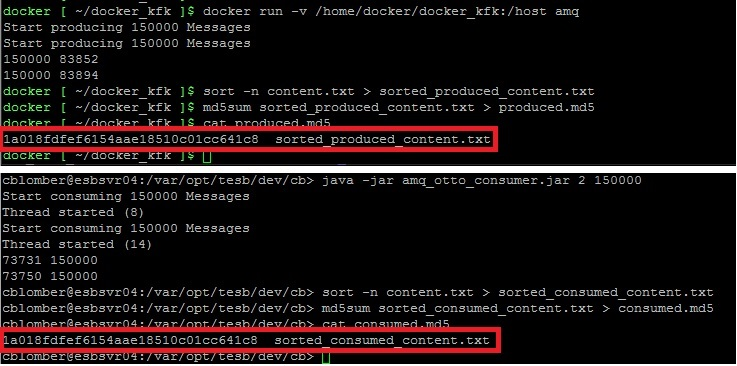 docker [ ~/docker_kfk ]$ docker run -v /home/docker/docker_kfk:/host amq
Start producing 150000 Messages
Start producing 150000 Messages
150000 83852
150000 83894
docker [ ~/docker_kfk ]$ sort -n content.txt > sorted_produced_content.txt
docker [ ~/docker_kfk ]$ md5sum sorted_produced_content.txt > produced.md5
docker [ ~/docker_kfk ]$ cat produced.md5
1a018fdfef6154aae18510c01cc641c8  sorted_produced_content.txt
docker [ ~/docker_kfk ]$
cblomber@esbsvr04:/var/opt/tesb/dev/cb> java -jar amq_otto_consumer.jar 2 150000
Start consuming 150000 Messages
Thread started (8)
Start consuming 150000 Messages
Thread started (14)
73731 150000
73750 150000
cblomber@esbsvr04:/var/opt/tesb/dev/cb> sort -n content.txt > sorted_consumed_content.txt
cblomber@esbsvr04:/var/opt/tesb/dev/cb> md5sum sorted_consumed_content.txt > consumed.md5
cblomber@esbsvr04:/var/opt/tesb/dev/cb> cat consumed.md5
1a018fdfef6154aae18510c01cc641c8  sorted_consumed_content.txt
cblomber@esbsvr04:/var/opt/tesb/dev/cb>